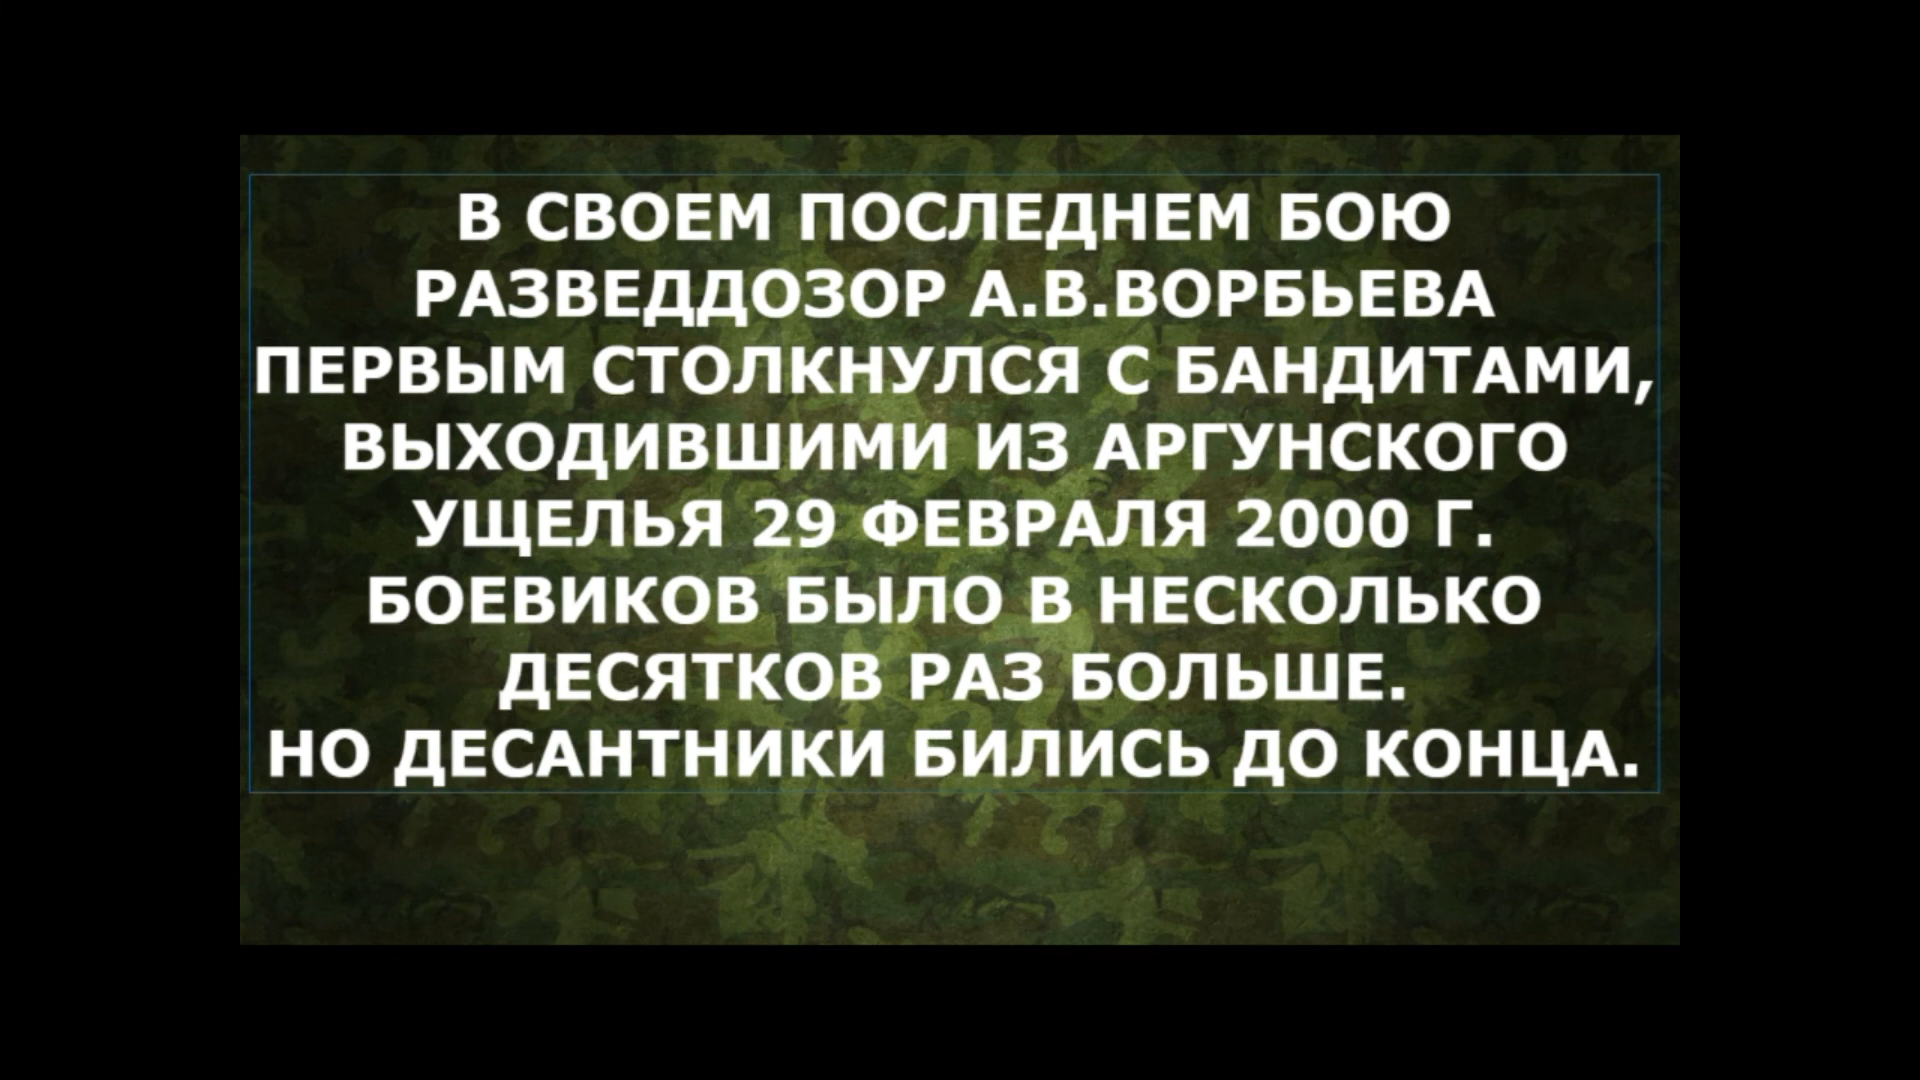 В СВОЕМ ПОСЛЕДНЕМ БОЮ
РАЗВЕДДОЗОР А.В.ВОРБЬЕВА
ПЕРВЫМ СТОЛКНУЛСЯ С БАНДИТАМИ,
ВЫХОДИВШИМИ ИЗ АРГУНСКОГО
УЩЕЛЬЯ 29 ФЕВРАЛЯ 2000 Г.
БОЕВИКОВ БЫЛО В НЕСКОЛЬКО
ДЕСЯТКОВ РАЗ БОЛЬШЕ.
НО ДЕСАНТНИКИ БИЛИСЬ ДО КОНЦА.